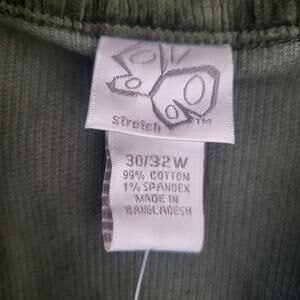 stretch TM
30/32W
99% COTTON
1% SPANDEX
MADE IN
BANGLADESH